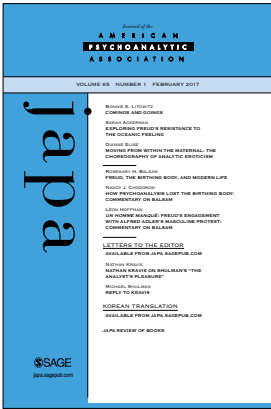 Journal of the
AMERICAN
PSYCHOANALYTIC
ASSOCIATION
VOLUME 65 NUMBER 1 FEBRUARY 2017
japa
BONNIE E. LITOWITZ
COMINGS AND GOINGS
SARAH ACKERMAN
EXPLORING FREUD'S RESISTANCE TO
THE OCEANIC FEELING
DIANNE ELISE
MOVING FROM WITHIN THE MATERNAL: THE
CHOREOGRAPHY OF ANALYTIC EROTICISM
ROSEMARY H. BALSAM
FREUD, THE BIRTHING BODY, AND MODERN LIFE
NANCY J. CHODOROW
HOW PSYCHOANALYSIS LOST THE BIRTHING BODY:
COMMENTARY ON BALSAM
LEON HOFFMAN
UN HOMME MANQUÉ: FREUD'S ENGAGEMENT
WITH ALFRED ADLER'S MASCULINE PROTEST:
COMMENTARY ON BALSAM
LETTERS TO THE EDITOR
AVAILABLE FROM JAPA.SAGEPUB.COM
NATHAN KRAVIS
NATHAN KRAVIS ON SHULMAN'S "THE
ANALYST'S PLEASURE"
MICHAEL SHULMAN
REPLY TO KRAVIS
KOREAN TRANSLATION
AVAILABLE FROM JAPA.SAGEPUB.COM
JAPA REVIEW OF BOOKS
SAGE
japa.sagepub.com